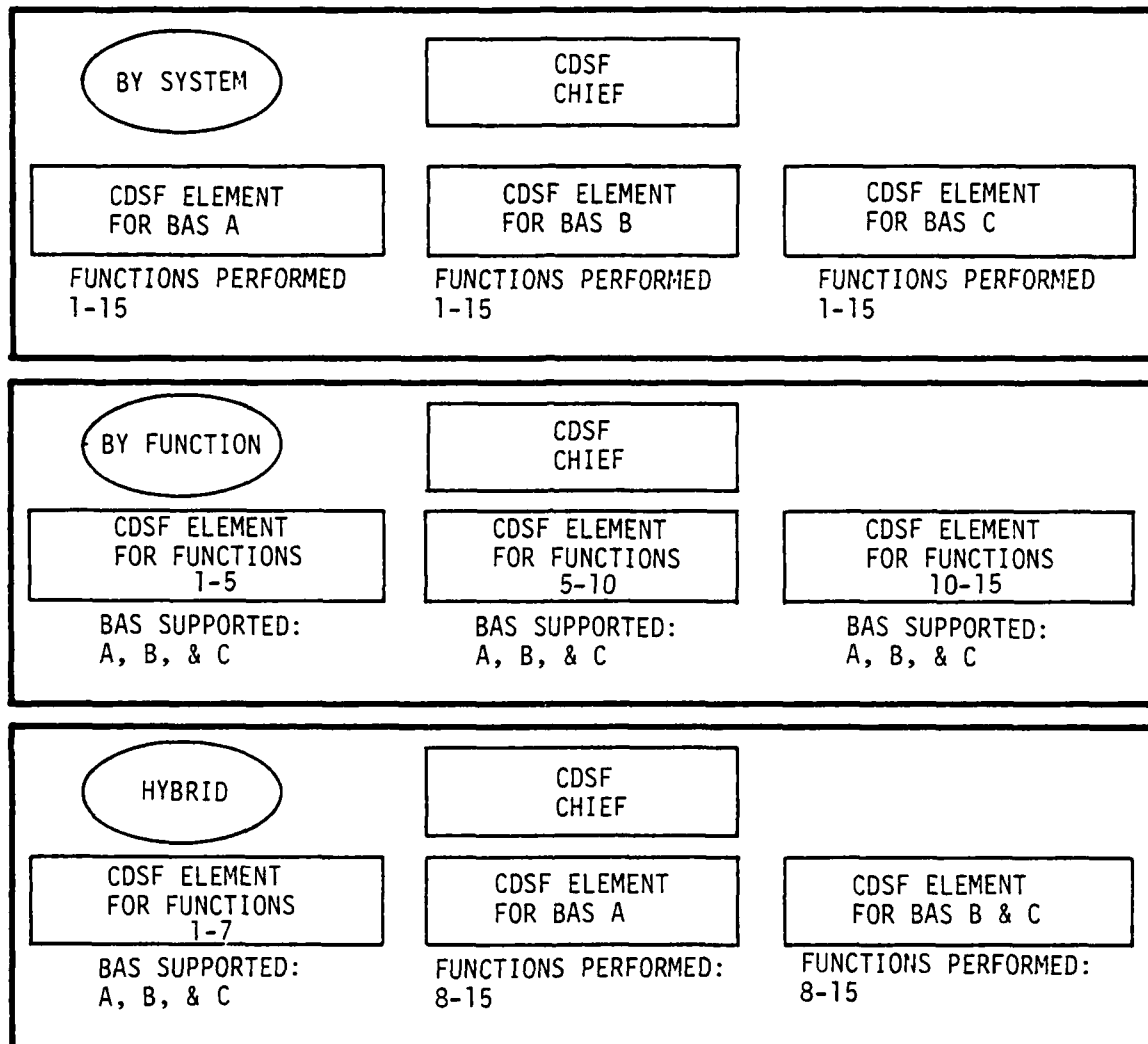 BY SYSTEM
CDSF
CHIEF
CDSF ELEMENT
FOR BAS A
CDSF ELEMENT
FOR BAS B
CDSF ELEMENT
FOR BAS C
FUNCTIONS PERFORMED
1-15
FUNCTIONS PERFORMED
1-15
FUNCTIONS PERFORMED
1-15
BY FUNCTION
CDSF
CHIEF
CDSF ELEMENT
FOR FUNCTIONS
1-5
CDSF ELEMENT
FOR FUNCTIONS
5-10
CDSF ELEMENT
FOR FUNCTIONS
10-15
BAS SUPPORTED:
A, B, & C
BAS SUPPORTED:
A, B, & C
BAS SUPPORTED:
A, B, & C
HYBRID
CDSF
CHIEF
CDSF ELEMENT
FOR FUNCTIONS
1-7
CDSF ELEMENT
FOR BAS A
CDSF ELEMENT
FOR BAS B & C
BAS SUPPORTED:
A, B, & C
FUNCTIONS PERFORMED:
8-15
FUNCTIONS PERFORMED:
8-15